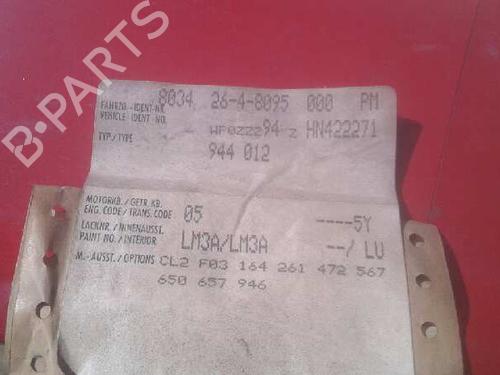 B-PARTS
8034 26-4-8095 000 PM
FAHRZG.-IDENT-NR.
VEHICLE IDENT NO. WP0ZZZ94 Z HN422271
TYP/TYPE 944 012
MOTORKB./GETR.KB.
ENG.CODE/TRANS.CODE 05 ----5Y
LACKNR./INNENAUSST.
PAINT NO./INTERIOR LM3A/LM3A --/ LU
M.-AUSST./OPTIONS CL2 F03 164 261 472 567
650 657 946